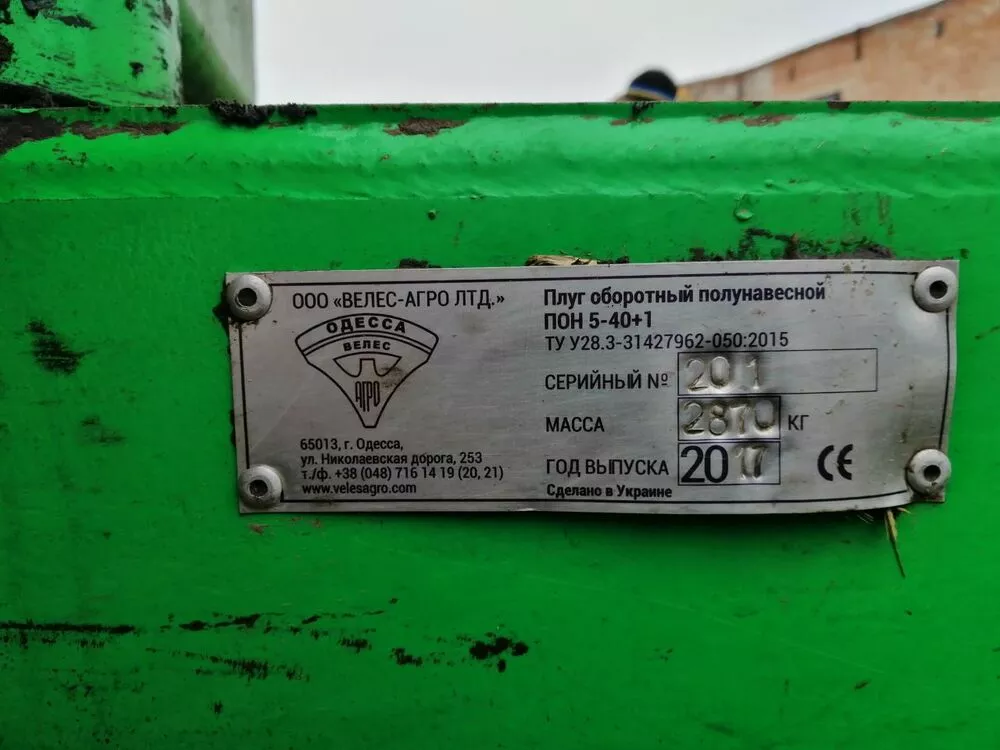 ООО «ВЕЛЕС-АГРО ЛТД.»
ОДЕССА
ВЕЛЕС
АГРО
65013, г. Одесса,
ул. Николаевская дорога, 253
т./ф. +38 (048) 716 14 19 (20, 21)
www.velesagro.com
Плуг оборотный полунавесной
ПОН 5-40+1
ТУ У28.3-31427962-050:2015
СЕРИЙНЫЙ № 201
МАССА 2870 КГ
ГОД ВЫПУСКА 2017
CE
Сделано в Украине